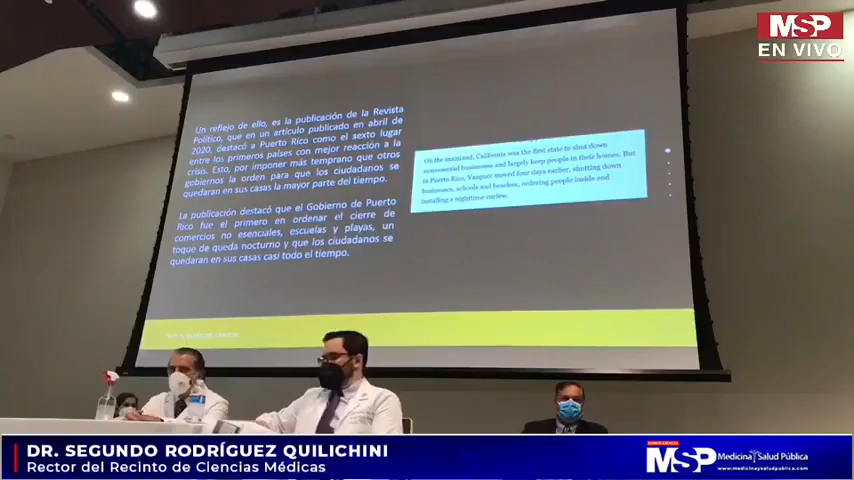 MSP
EN VIVO
Un reflejo de ello, es la publicación de la Revista
Político, que en un artículo publicado en abril de
2020, destacó a Puerto Rico como el sexto lugar
entre los primeros países con mejor reacción a la
crisis. Esto, por imponer más temprano que otros
gobiernos la orden para que los ciudadanos se
quedaran en sus casas la mayor parte del tiempo.
La publicación destacó que el Gobierno de Puerto
Rico fue el primero en ordenar el cierre de
comercios no esenciales, escuelas y playas, un
toque de queda nocturno y que los ciudadanos se
quedaran en sus casas casi todo el tiempo.
On the mainland, California was the first state to shut down
nonessential businesses and largely keep people in their homes. But
in Puerto Rico, Vasquez moved four days earlier, shutting down
businesses, schools and beaches, ordering people inside and
installing a nighttime curfew.
DR. SEGUNDO RODRÍGUEZ QUILICHINI
Rector del Recinto de Ciencias Médicas
MSP
Medicina y Salud Pública
www.medicinaysaludpublica.com